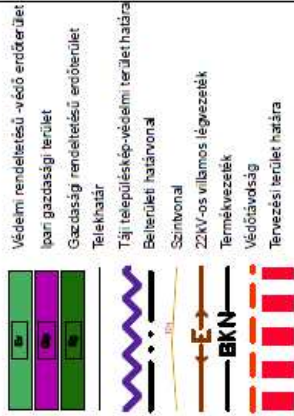 Védelmi rendeltetésű -védő erdőterület
Ipari gazdasági terület
Gazdasági rendeltetésű erdőterület
Telekhatár
Táji településkép-védelmi terület határa
Belterületi határvonal
Szintvonal
E
22kV-os villamos légvezeték
BKN
Termékvezeték
Védőtávolság
Tervezési terület határa